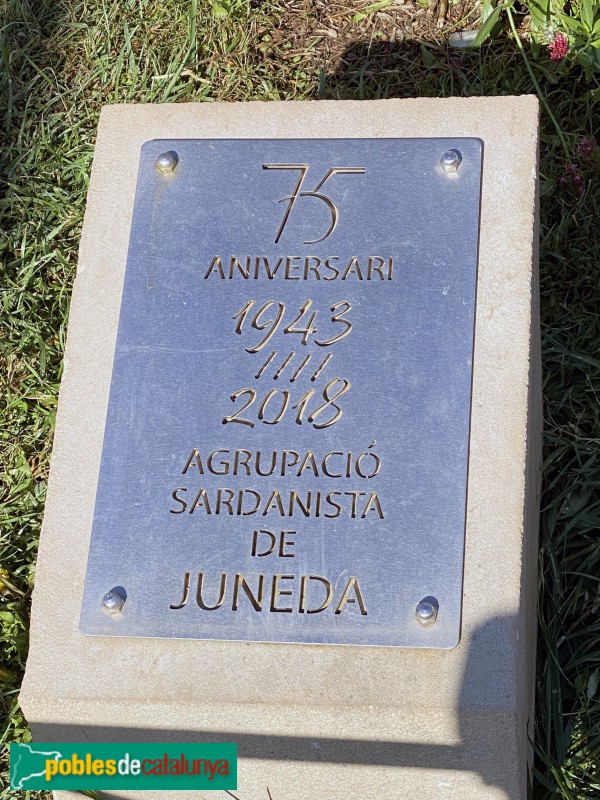 75
ANIVERSARI
1943
////
2018
AGRUPACIÓ
SARDANISTA
DE
JUNEDA
poblesdecatalunya